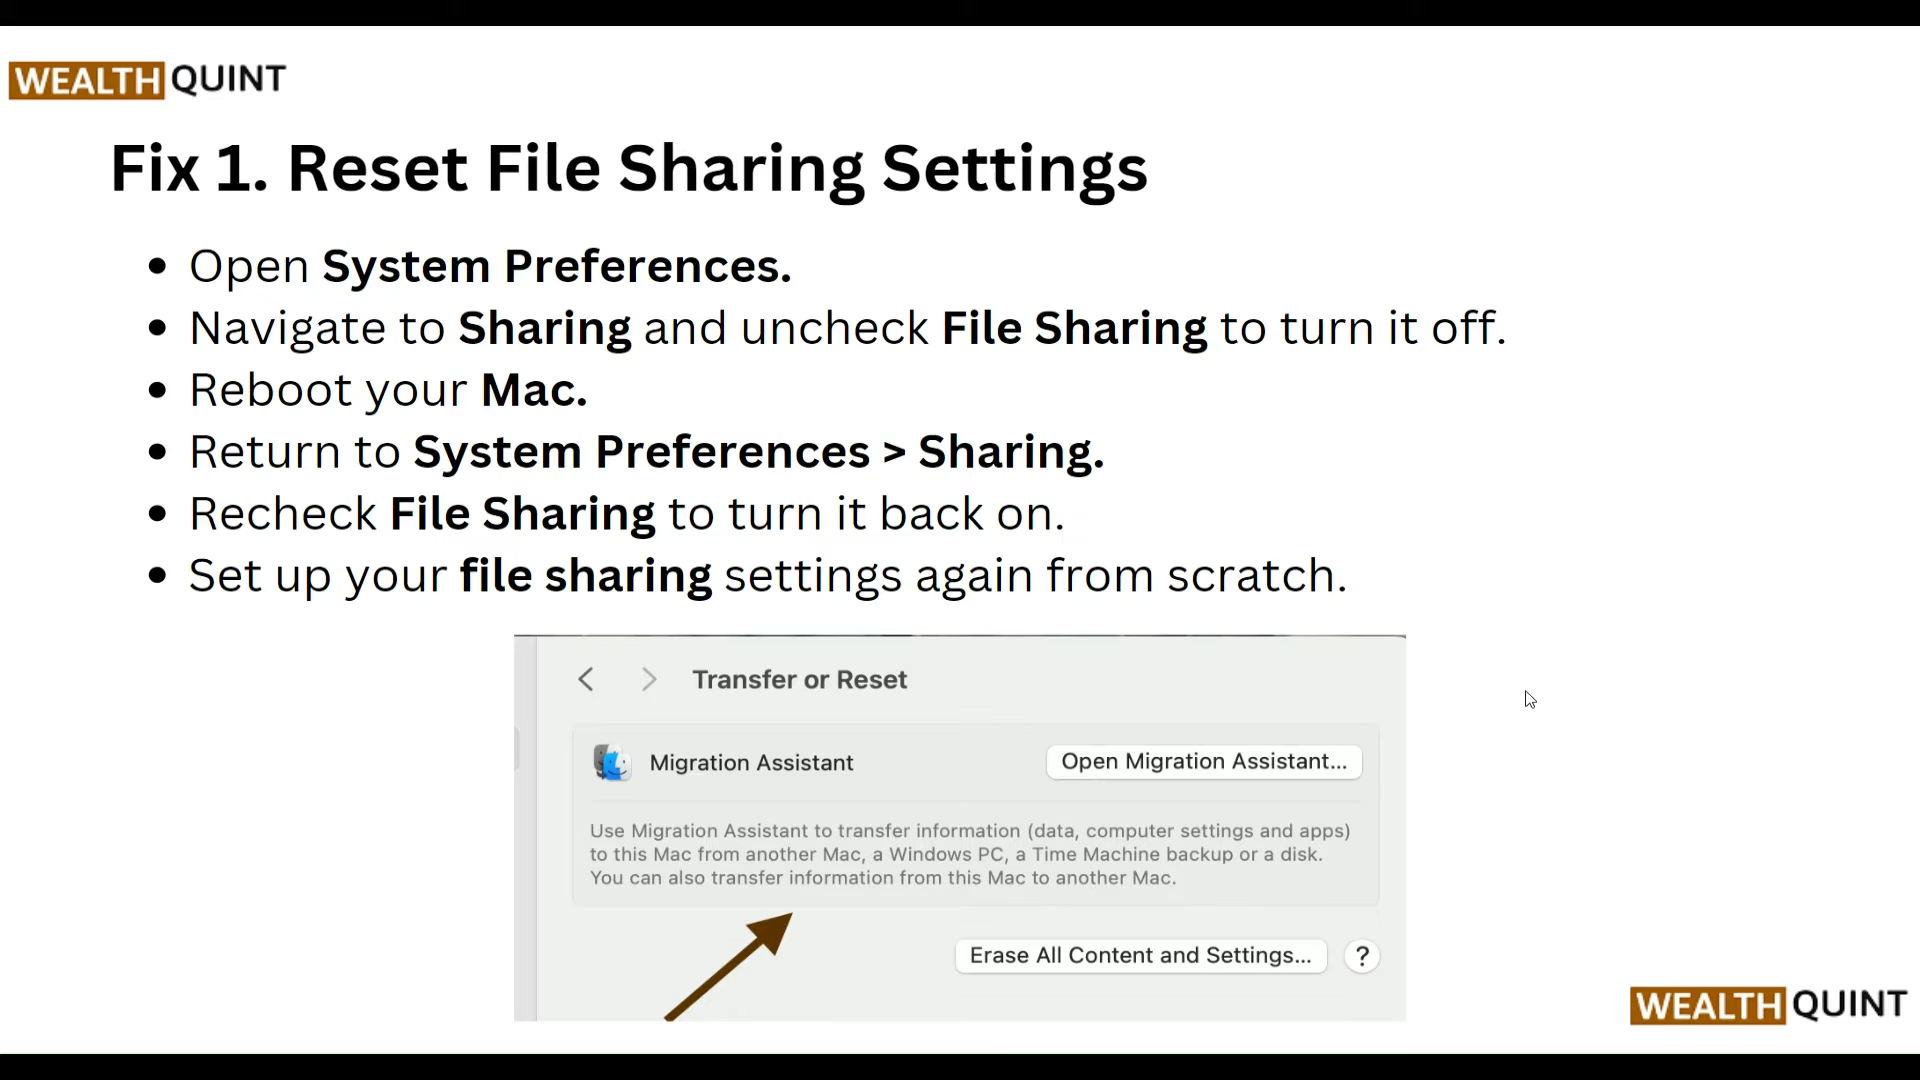 WEALTH QUINT
Fix 1. Reset File Sharing Settings
• Open System Preferences.
• Navigate to Sharing and uncheck File Sharing to turn it off.
• Reboot your Mac.
• Return to System Preferences > Sharing.
• Recheck File Sharing to turn it back on.
• Set up your file sharing settings again from scratch.
Transfer or Reset
Migration Assistant
Open Migration Assistant...
Use Migration Assistant to transfer information (data, computer settings and apps)
to this Mac from another Mac, a Windows PC, a Time Machine backup or a disk.
You can also transfer information from this Mac to another Mac.
Erase All Content and Settings...
?
WEALTH QUINT